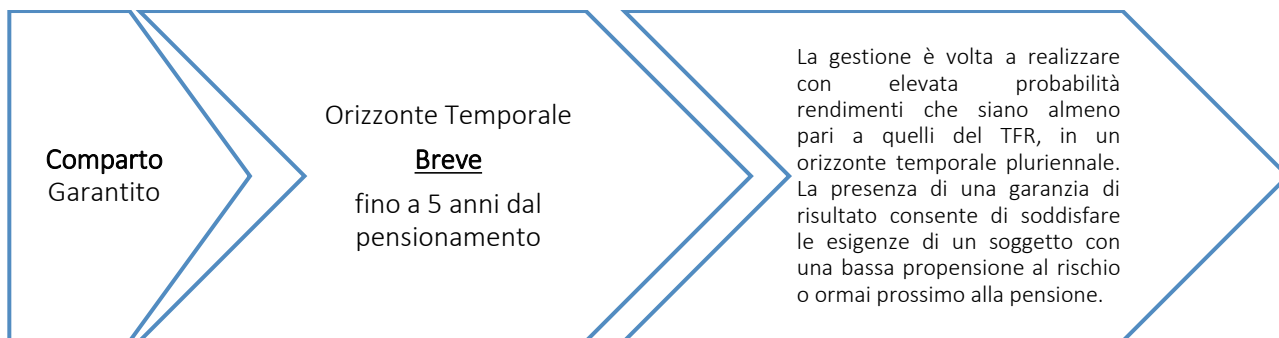 Comparto
Garantito
Orizzonte Temporale
Breve
fino a 5 anni dal
pensionamento
La gestione è volta a realizzare
con elevata probabilità
rendimenti che siano almeno
pari a quelli del TFR, in un
orizzonte temporale pluriennale.
La presenza di una garanzia di
risultato consente di soddisfare
le esigenze di un soggetto con
una bassa propensione al rischio
o ormai prossimo alla pensione.